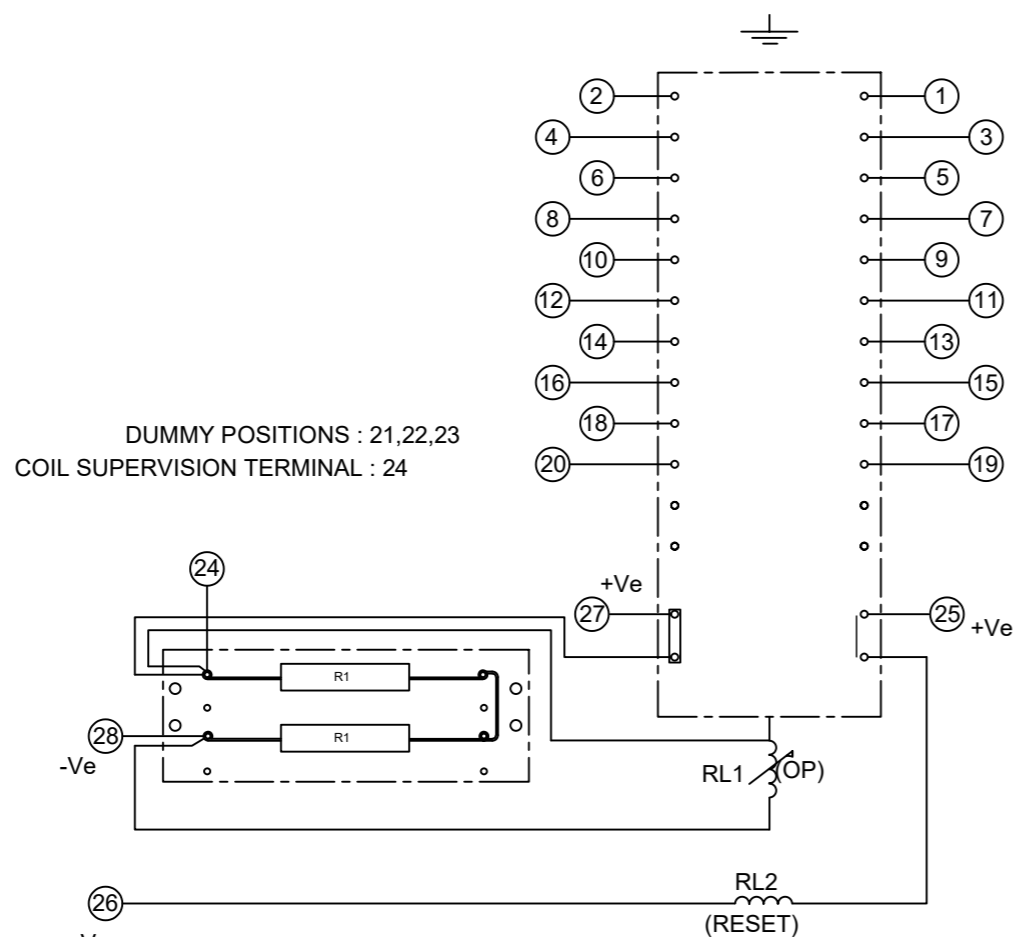 2 1
4 3
6 5
8 7
10 9
12 11
14 13
16 15
18 17
DUMMY POSITIONS : 21,22,23
COIL SUPERVISION TERMINAL : 24
20 19
24
+Ve
27 25 +Ve
R1
28
-Ve
R1
RL1 (OP)
RL2
26
(RESET)